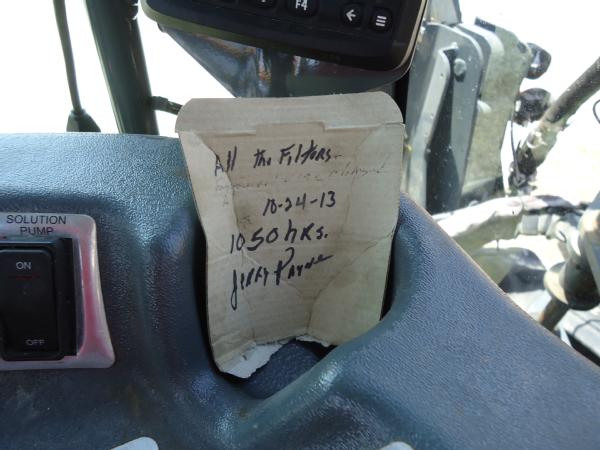 F4
All the Filters
10-24-13
1050 hRs.
Jerry Payne
SOLUTION
PUMP
ON
OFF